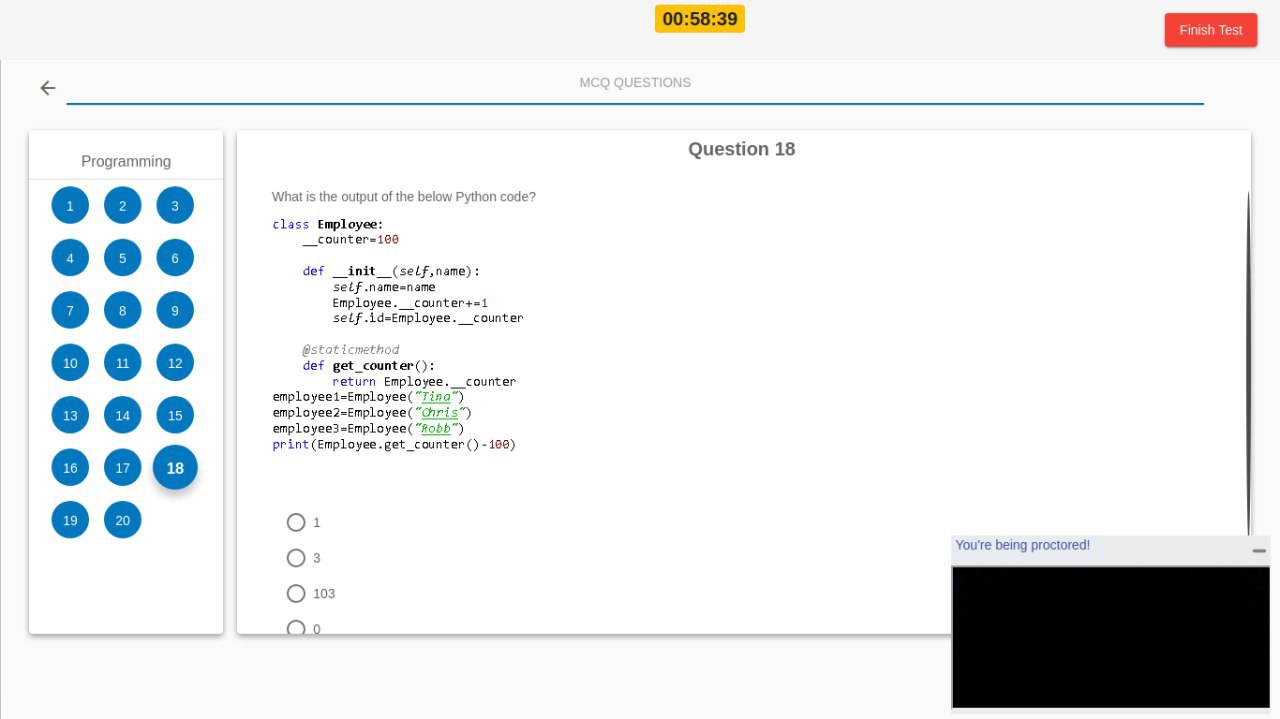 00:58:39
Finish Test
MCQ QUESTIONS
Programming
1 2 3
4 5 6
7 8 9
10 11 12
13 14 15
16 17 18
19 20
Question 18
What is the output of the below Python code?
class Employee:
    __counter=100
    def __init__(self,name):
        self.name=name
        Employee.__counter+=1
        self.id=Employee.__counter
    @staticmethod
    def get_counter():
        return Employee.__counter
employee1=Employee("Tina")
employee2=Employee("Chris")
employee3=Employee("Robb")
print(Employee.get_counter()-100)
1
3
103
0
You're being proctored!